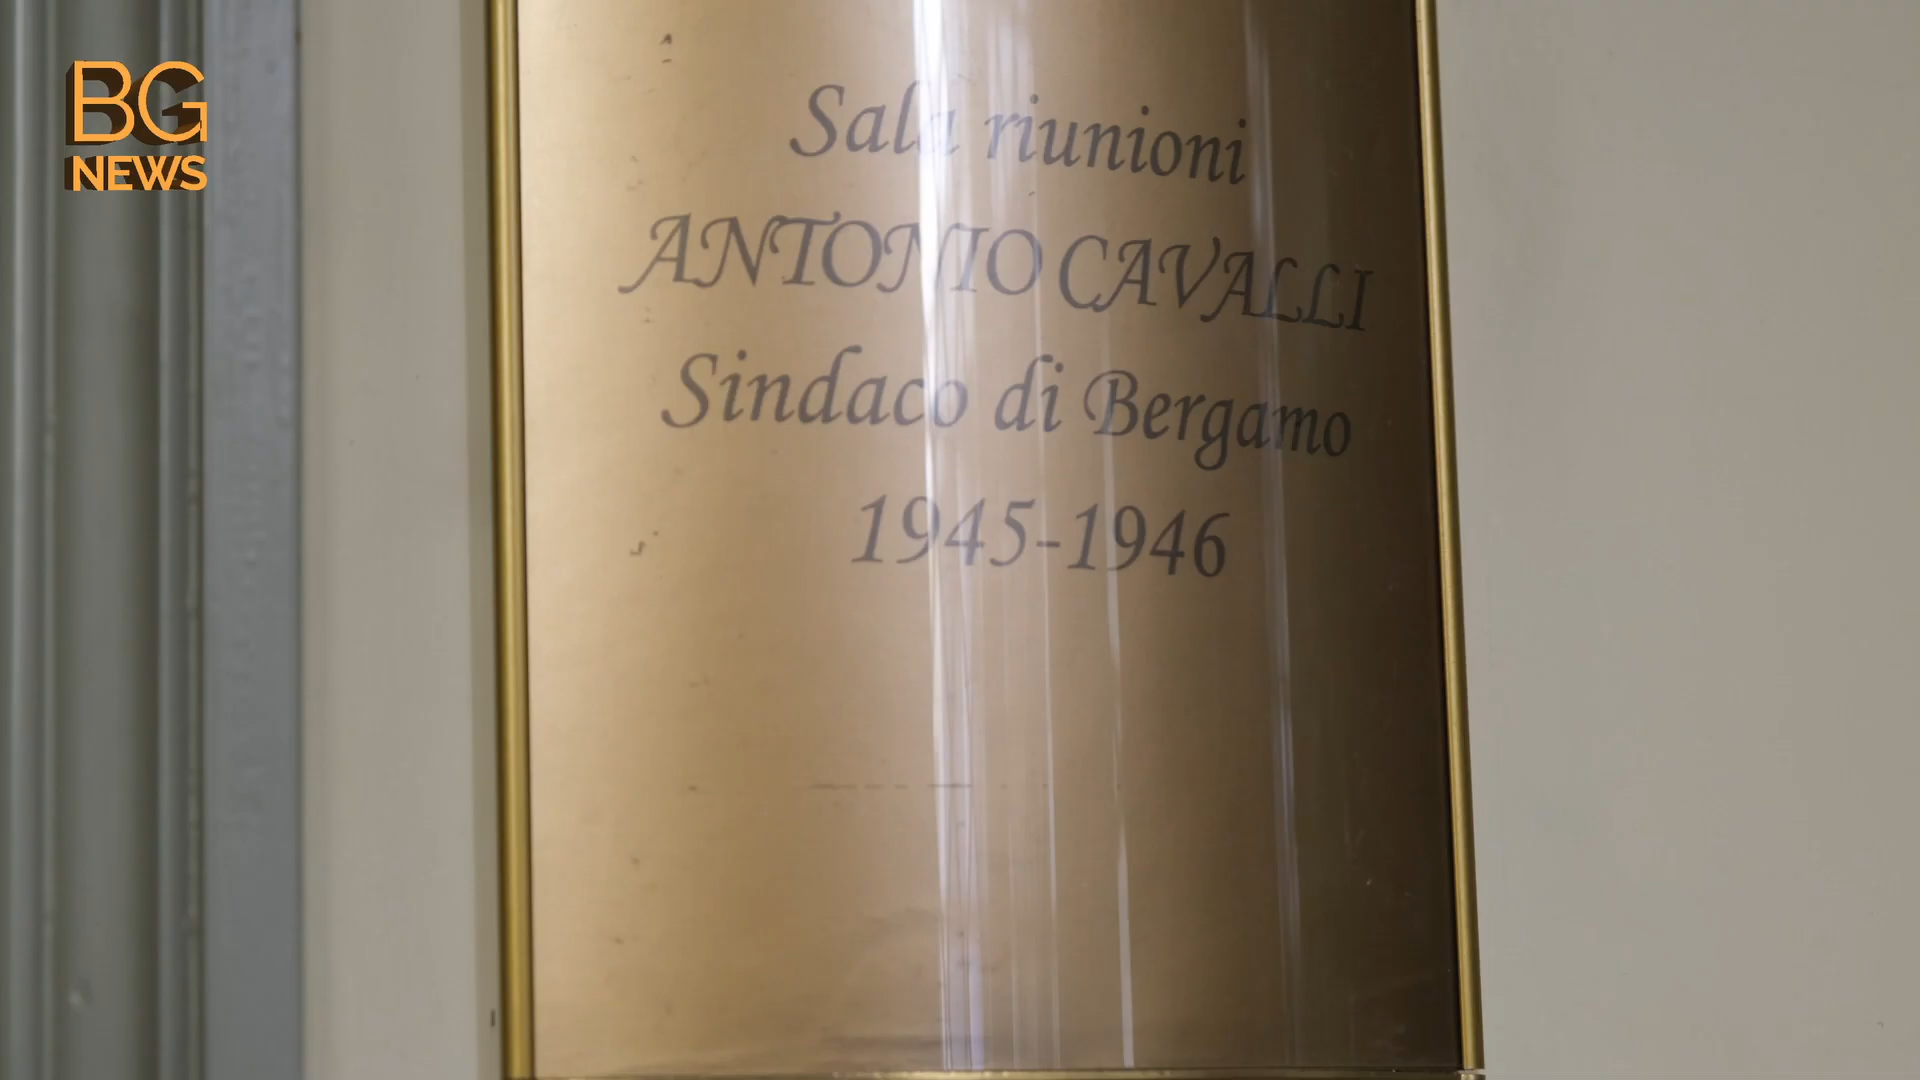 BG
NEWS
Sala riunioni
ANTONIO CAVALLI
Sindaco di Bergamo
1945-1946